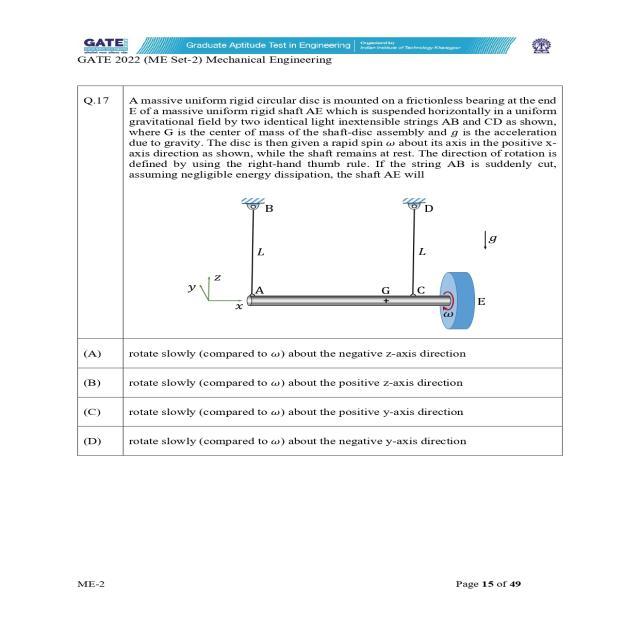 GATE
Graduate Aptitude Test in Engineering
Organised by
Indian Institute of Technology Kharagpur
GATE 2022 (ME Set-2) Mechanical Engineering
Q.17
A massive uniform rigid circular disc is mounted on a frictionless bearing at the end
E of a massive uniform rigid shaft AE which is suspended horizontally in a uniform
gravitational field by two identical light inextensible strings AB and CD as shown,
where G is the center of mass of the shaft-disc assembly and g is the acceleration
due to gravity. The disc is then given a rapid spin ω about its axis in the positive x-
axis direction as shown, while the shaft remains at rest. The direction of rotation is
defined by using the right-hand thumb rule. If the string AB is suddenly cut,
assuming negligible energy dissipation, the shaft AE will
B
D
g
L
L
z
y
x
A
G
C
E
ω
(A) rotate slowly (compared to ω) about the negative z-axis direction
(B) rotate slowly (compared to ω) about the positive z-axis direction
(C) rotate slowly (compared to ω) about the positive y-axis direction
(D) rotate slowly (compared to ω) about the negative y-axis direction
ME-2
Page 15 of 49